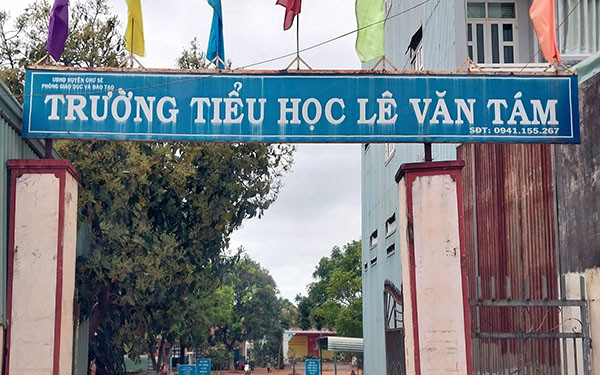 UBND HUYỆN CHƯ SÊ
PHÒNG GIÁO DỤC VÀ ĐÀO TẠO
TRƯỜNG TIỂU HỌC LÊ VĂN TÁM
SĐT: 0941.155.267